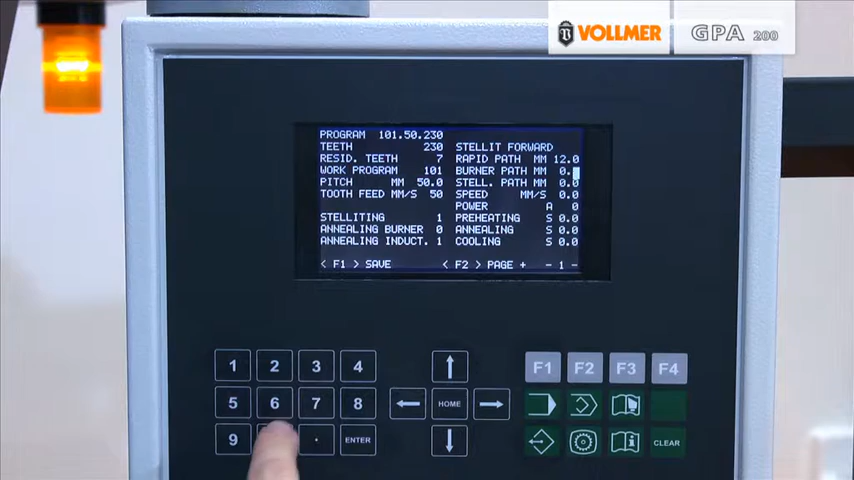 VOLLMER
GPA 200
PROGRAM 101.50.230
TEETH 230
RESID. TEETH 7
WORK PROGRAM 101
PITCH MM 50.0
TOOTH FEED MM/S 50
STELLITING 1
ANNEALING BURNER 0
ANNEALING INDUCT. 1
< F1 > SAVE
STELLIT FORWARD
RAPID PATH MM 12.0
BURNER PATH MM 0.
STELL. PATH MM 0.0
SPEED MM/S 0.0
POWER A 0
PREHEATING S 0.0
ANNEALING S 0.0
COOLING S 0.0
< F2 > PAGE + - 1 -
1 2 3 4
5 6 7 8
9 . ENTER
HOME
F1 F2 F3 F4
CLEAR